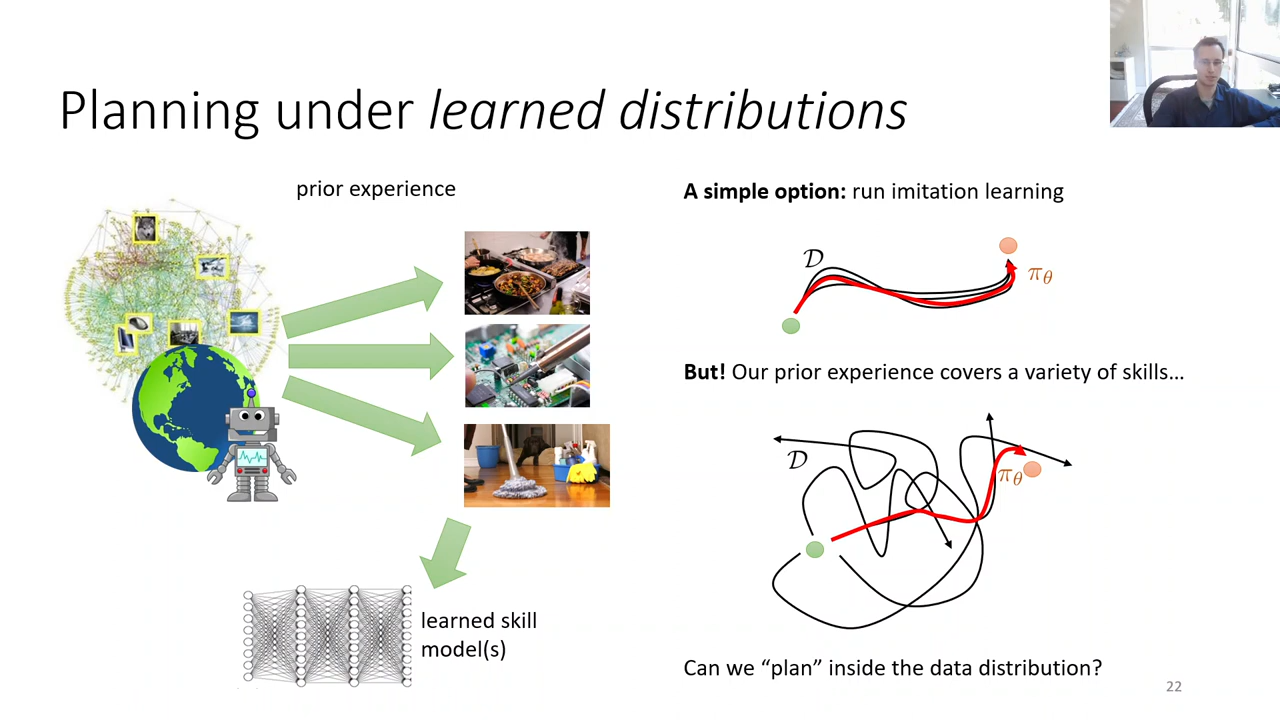 Planning under learned distributions
prior experience
learned skill
model(s)
A simple option: run imitation learning
𝒟
π_θ
But! Our prior experience covers a variety of skills...
𝒟
π_θ
Can we “plan” inside the data distribution?
22